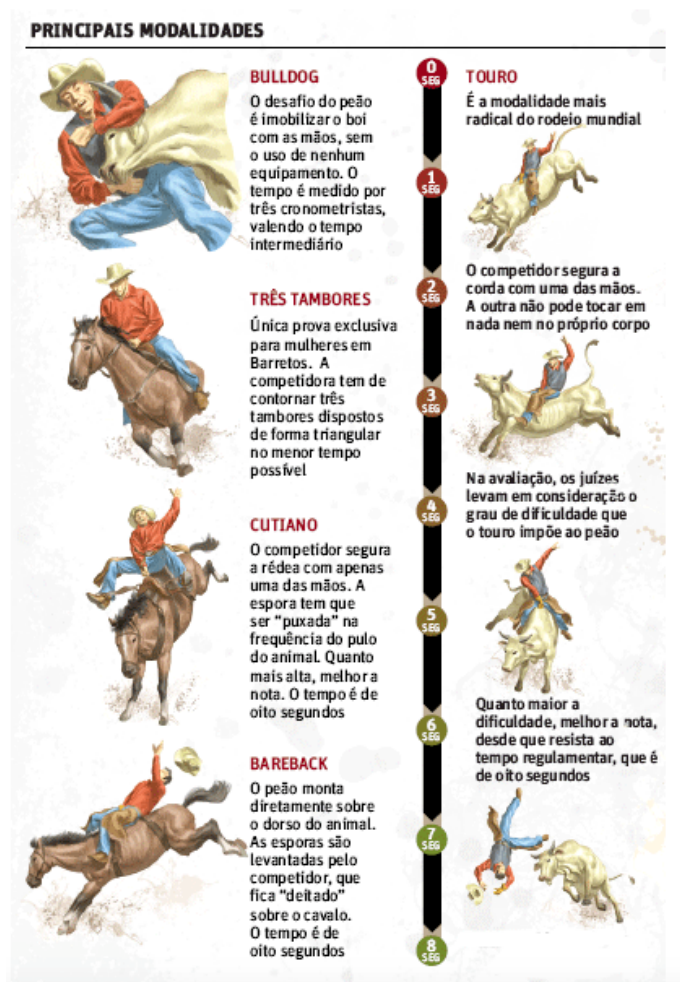 PRINCIPAIS MODALIDADES
BULLDOG
O desafio do peão
é imobilizar o boi
com as mãos, sem
o uso de nenhum
equipamento. O
tempo é medido por
três cronometristas,
valendo o tempo
intermediário
TRÊS TAMBORES
Única prova exclusiva
para mulheres em
Barretos. A
competidora tem de
contornar três
tambores dispostos
de forma triangular
no menor tempo
possível
CUTIANO
O competidor segura
a rédea com apenas
uma das mãos. A
espora tem que
ser “puxada” na
frequência do pulo
do animal. Quanto
mais alta, melhor a
nota. O tempo é de
oito segundos
BAREBACK
O peão monta
diretamente sobre
o dorso do animal.
As esporas são
levantadas pelo
competidor, que
fica “deitado”
sobre o cavalo.
O tempo é de
oito segundos
0
SEG
1
SEG
2
SEG
3
SEG
4
SEG
5
SEG
6
SEG
7
SEG
8
SEG
TOURO
É a modalidade mais
radical do rodeio mundial
O competidor segura a
corda com uma das mãos.
A outra não pode tocar em
nada nem no próprio corpo
Na avaliação, os juízes
levam em consideração o
grau de dificuldade que
o touro impõe ao peão
Quanto maior a
dificuldade, melhor a nota,
desde que resista ao
tempo regulamentar, que é
de oito segundos